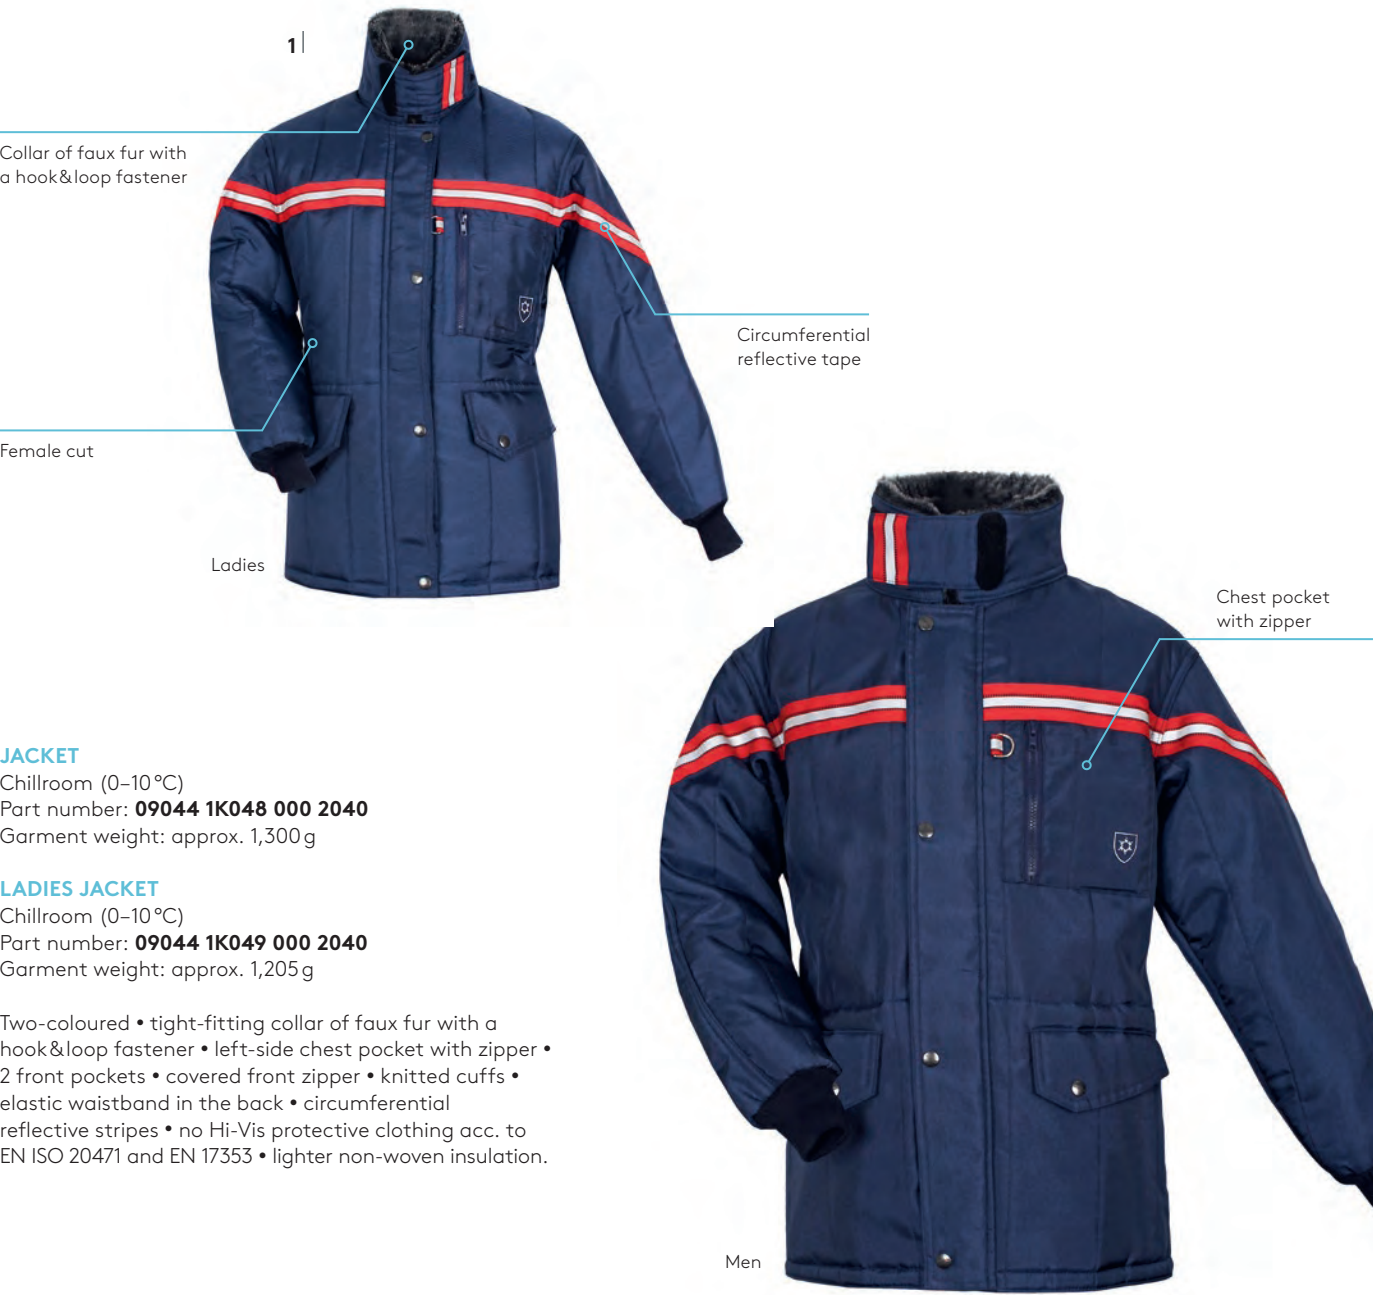 1
Collar of faux fur with
a hook&loop fastener
Circumferential
reflective tape
Female cut
Ladies
Chest pocket
with zipper
JACKET
Chillroom (0–10 °C)
Part number: 09044 1K048 000 2040
Garment weight: approx. 1,300 g
LADIES JACKET
Chillroom (0–10 °C)
Part number: 09044 1K049 000 2040
Garment weight: approx. 1,205 g
Two-coloured • tight-fitting collar of faux fur with a
hook&loop fastener • left-side chest pocket with zipper •
2 front pockets • covered front zipper • knitted cuffs •
elastic waistband in the back • circumferential
reflective stripes • no Hi-Vis protective clothing acc. to
EN ISO 20471 and EN 17353 • lighter non-woven insulation.
Men